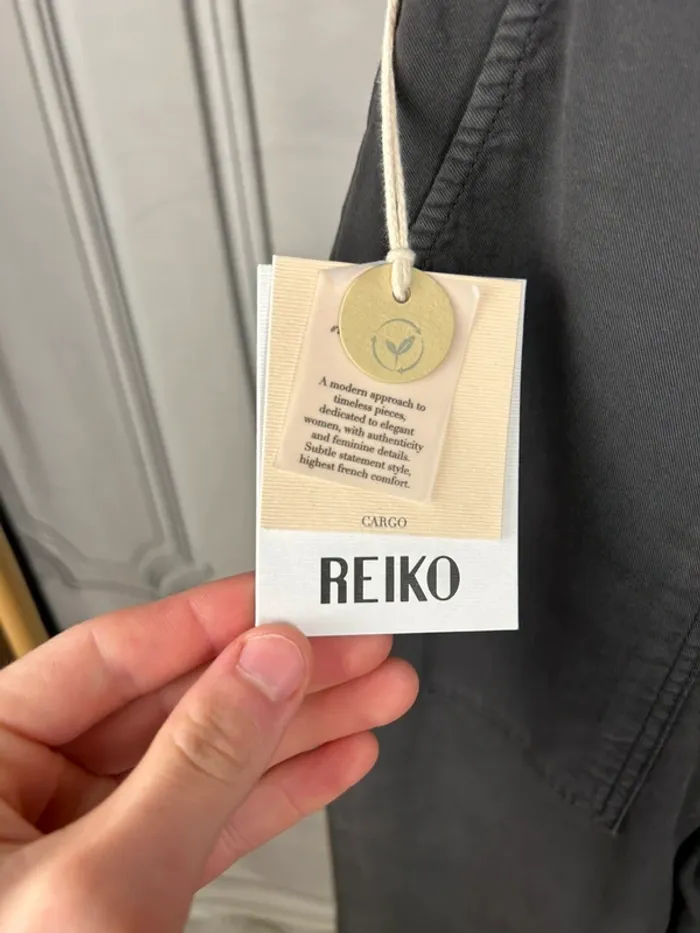 A modern approach to
timeless pieces,
dedicated to elegant
women, with authenticity
and feminine details.
Subtle statement style,
highest french comfort.
CARGO
REIKO